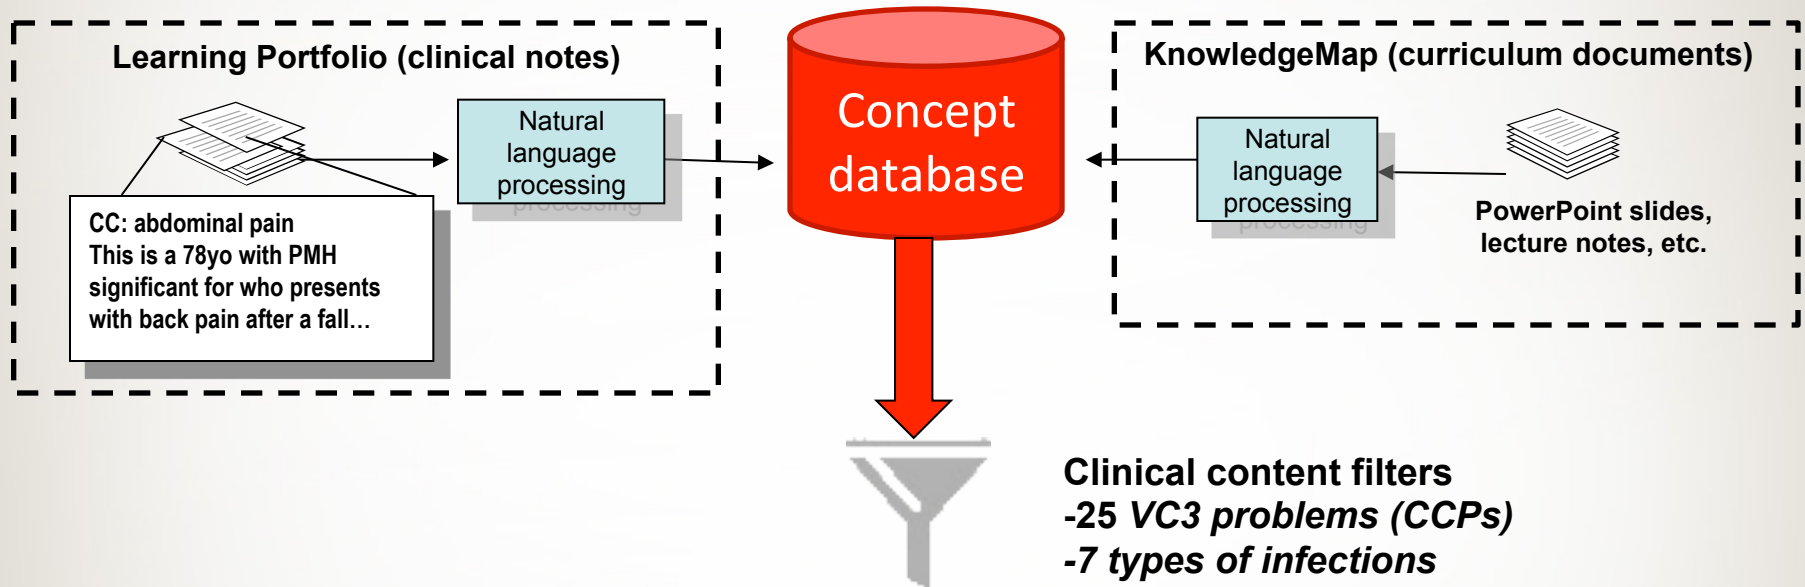 Learning Portfolio (clinical notes)
Natural
language
processing
CC: abdominal pain
This is a 78yo with PMH
significant for who presents
with back pain after a fall…
Concept
database
KnowledgeMap (curriculum documents)
Natural
language
processing
PowerPoint slides,
lecture notes, etc.
Clinical content filters
-25 VC3 problems (CCPs)
-7 types of infections